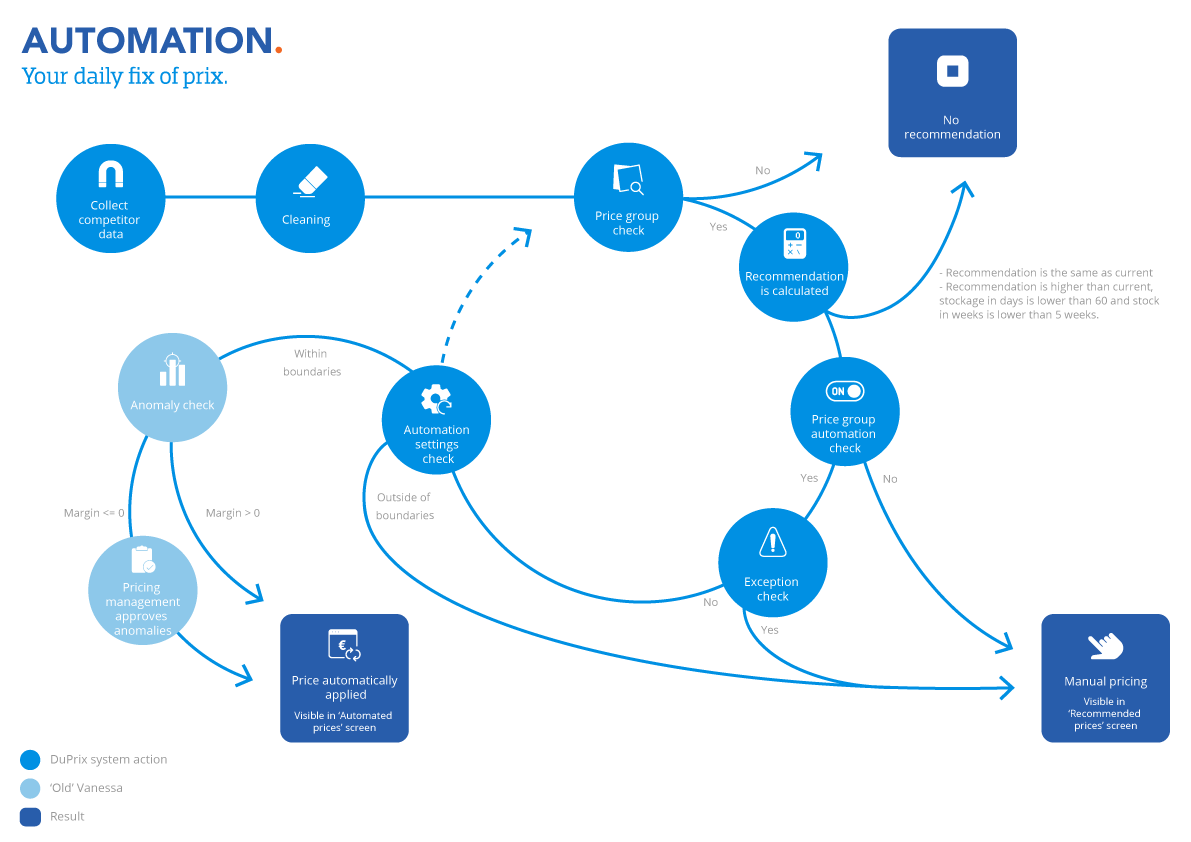 AUTOMATION.
Your daily fix of prix.
No
recommendation
Collect
competitor
data
Cleaning
Price group
check
No
Yes
0
Recommendation
is calculated
- Recommendation is the same as current
- Recommendation is higher than current,
stockage in days is lower than 60 and stock
in weeks is lower than 5 weeks.
Within
boundaries
Anomaly check
Automation
settings
check
ON
Price group
automation
check
Yes
No
Outside of
boundaries
Margin <= 0
Margin > 0
Pricing
management
approves
anomalies
Exception
check
No
Yes
€
Price automatically
applied
Visible in ‘Automated
prices’ screen
Manual pricing
Visible in
‘Recommended
prices’ screen
DuPrix system action
‘Old’ Vanessa
Result